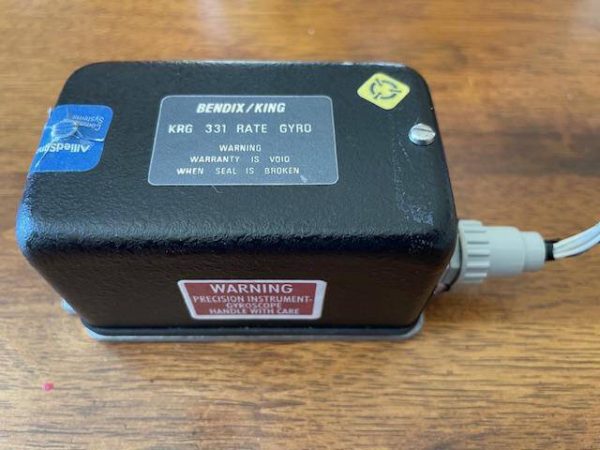 BENDIX/KING
KRG 331 RATE GYRO
WARNING
WARRANTY IS VOID
WHEN SEAL IS BROKEN
WARNING
PRECISION INSTRUMENT-
GYROSCOPE
HANDLE WITH CARE
Systems